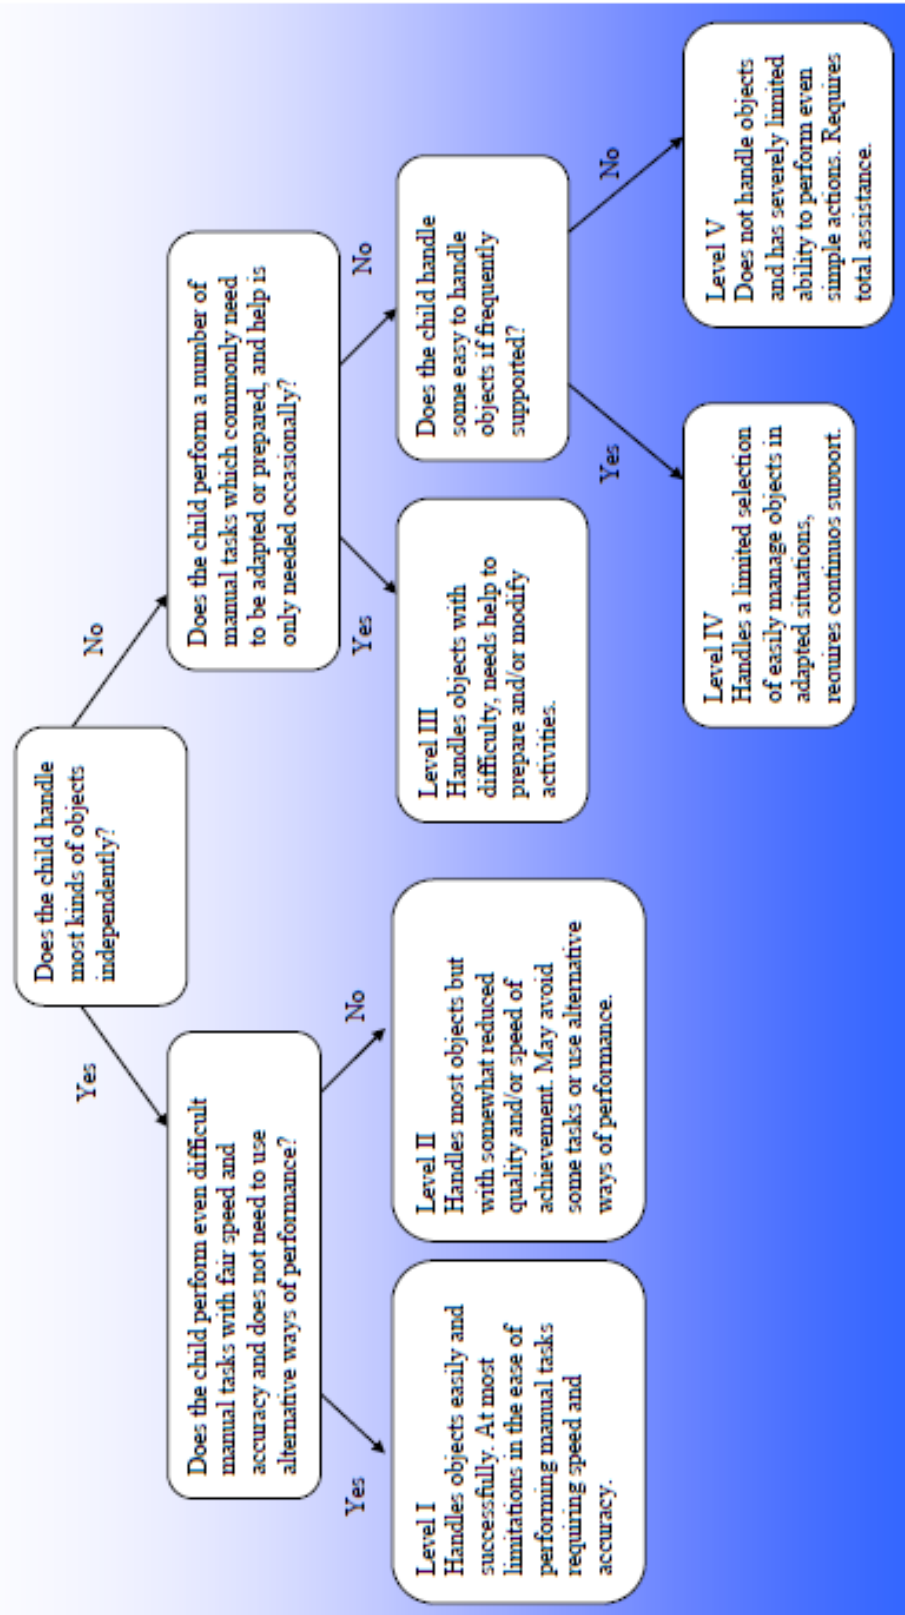 Does the child handle
most kinds of objects
independently?
Yes
No
Does the child perform even difficult
manual tasks with fair speed and
accuracy and does not need to use
alternative ways of performance?
Does the child perform a number of
manual tasks which commonly need
to be adapted or prepared, and help is
only needed occasionally?
Yes
No
Yes
No
Level I
Handles objects easily and
successfully. At most
limitations in the ease of
performing manual tasks
requiring speed and
accuracy.
Level II
Handles most objects but
with somewhat reduced
quality and/or speed of
achievement. May avoid
some tasks or use alternative
ways of performance.
Level III
Handles objects with
difficulty, needs help to
prepare and/or modify
activities.
Does the child handle
some easy to handle
objects if frequently
supported?
Yes
No
Level IV
Handles a limited selection
of easily manage objects in
adapted situations,
requires continuos support.
Level V
Does not handle objects
and has severely limited
ability to perform even
simple actions. Requires
total assistance.